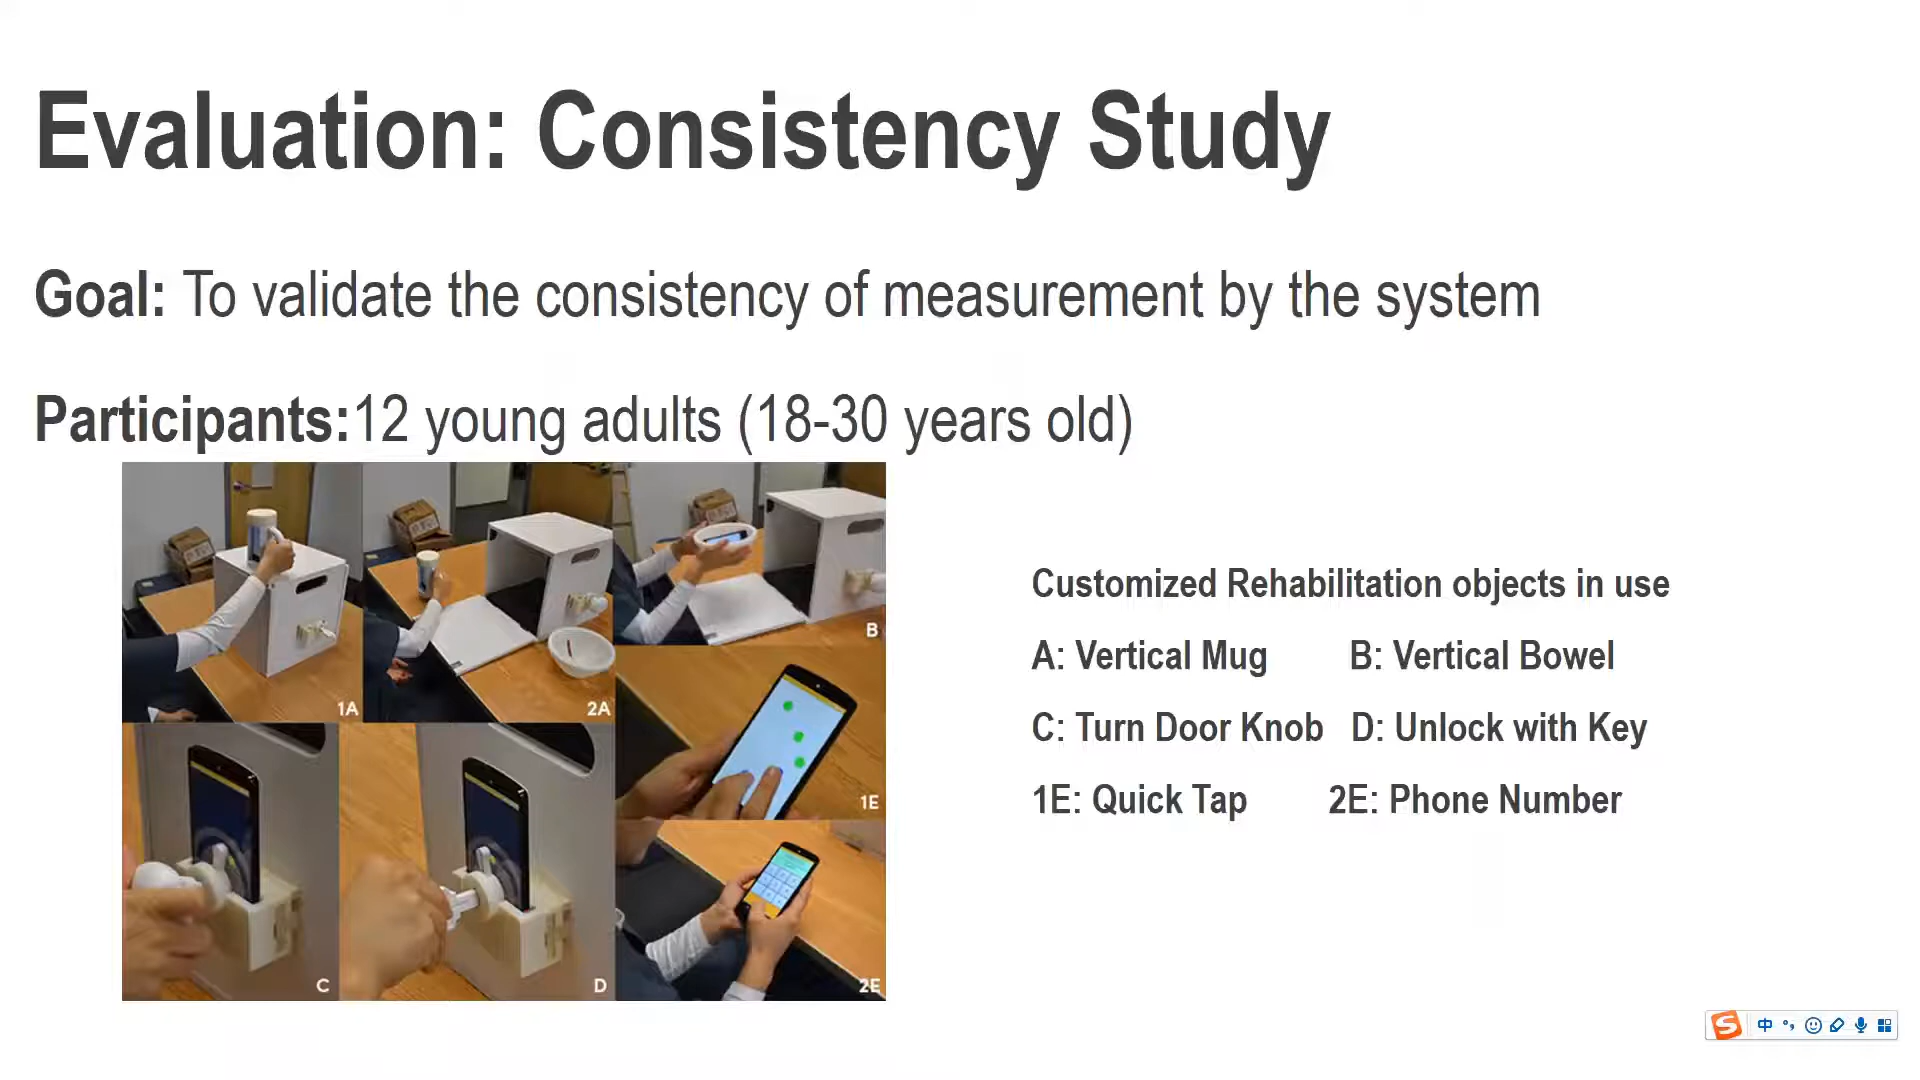 Evaluation: Consistency Study
Goal: To validate the consistency of measurement by the system
Participants:12 young adults (18-30 years old)
1A
2A
B
1E
C
D
2E
Customized Rehabilitation objects in use
A: Vertical Mug B: Vertical Bowel
C: Turn Door Knob D: Unlock with Key
1E: Quick Tap 2E: Phone Number
S 中